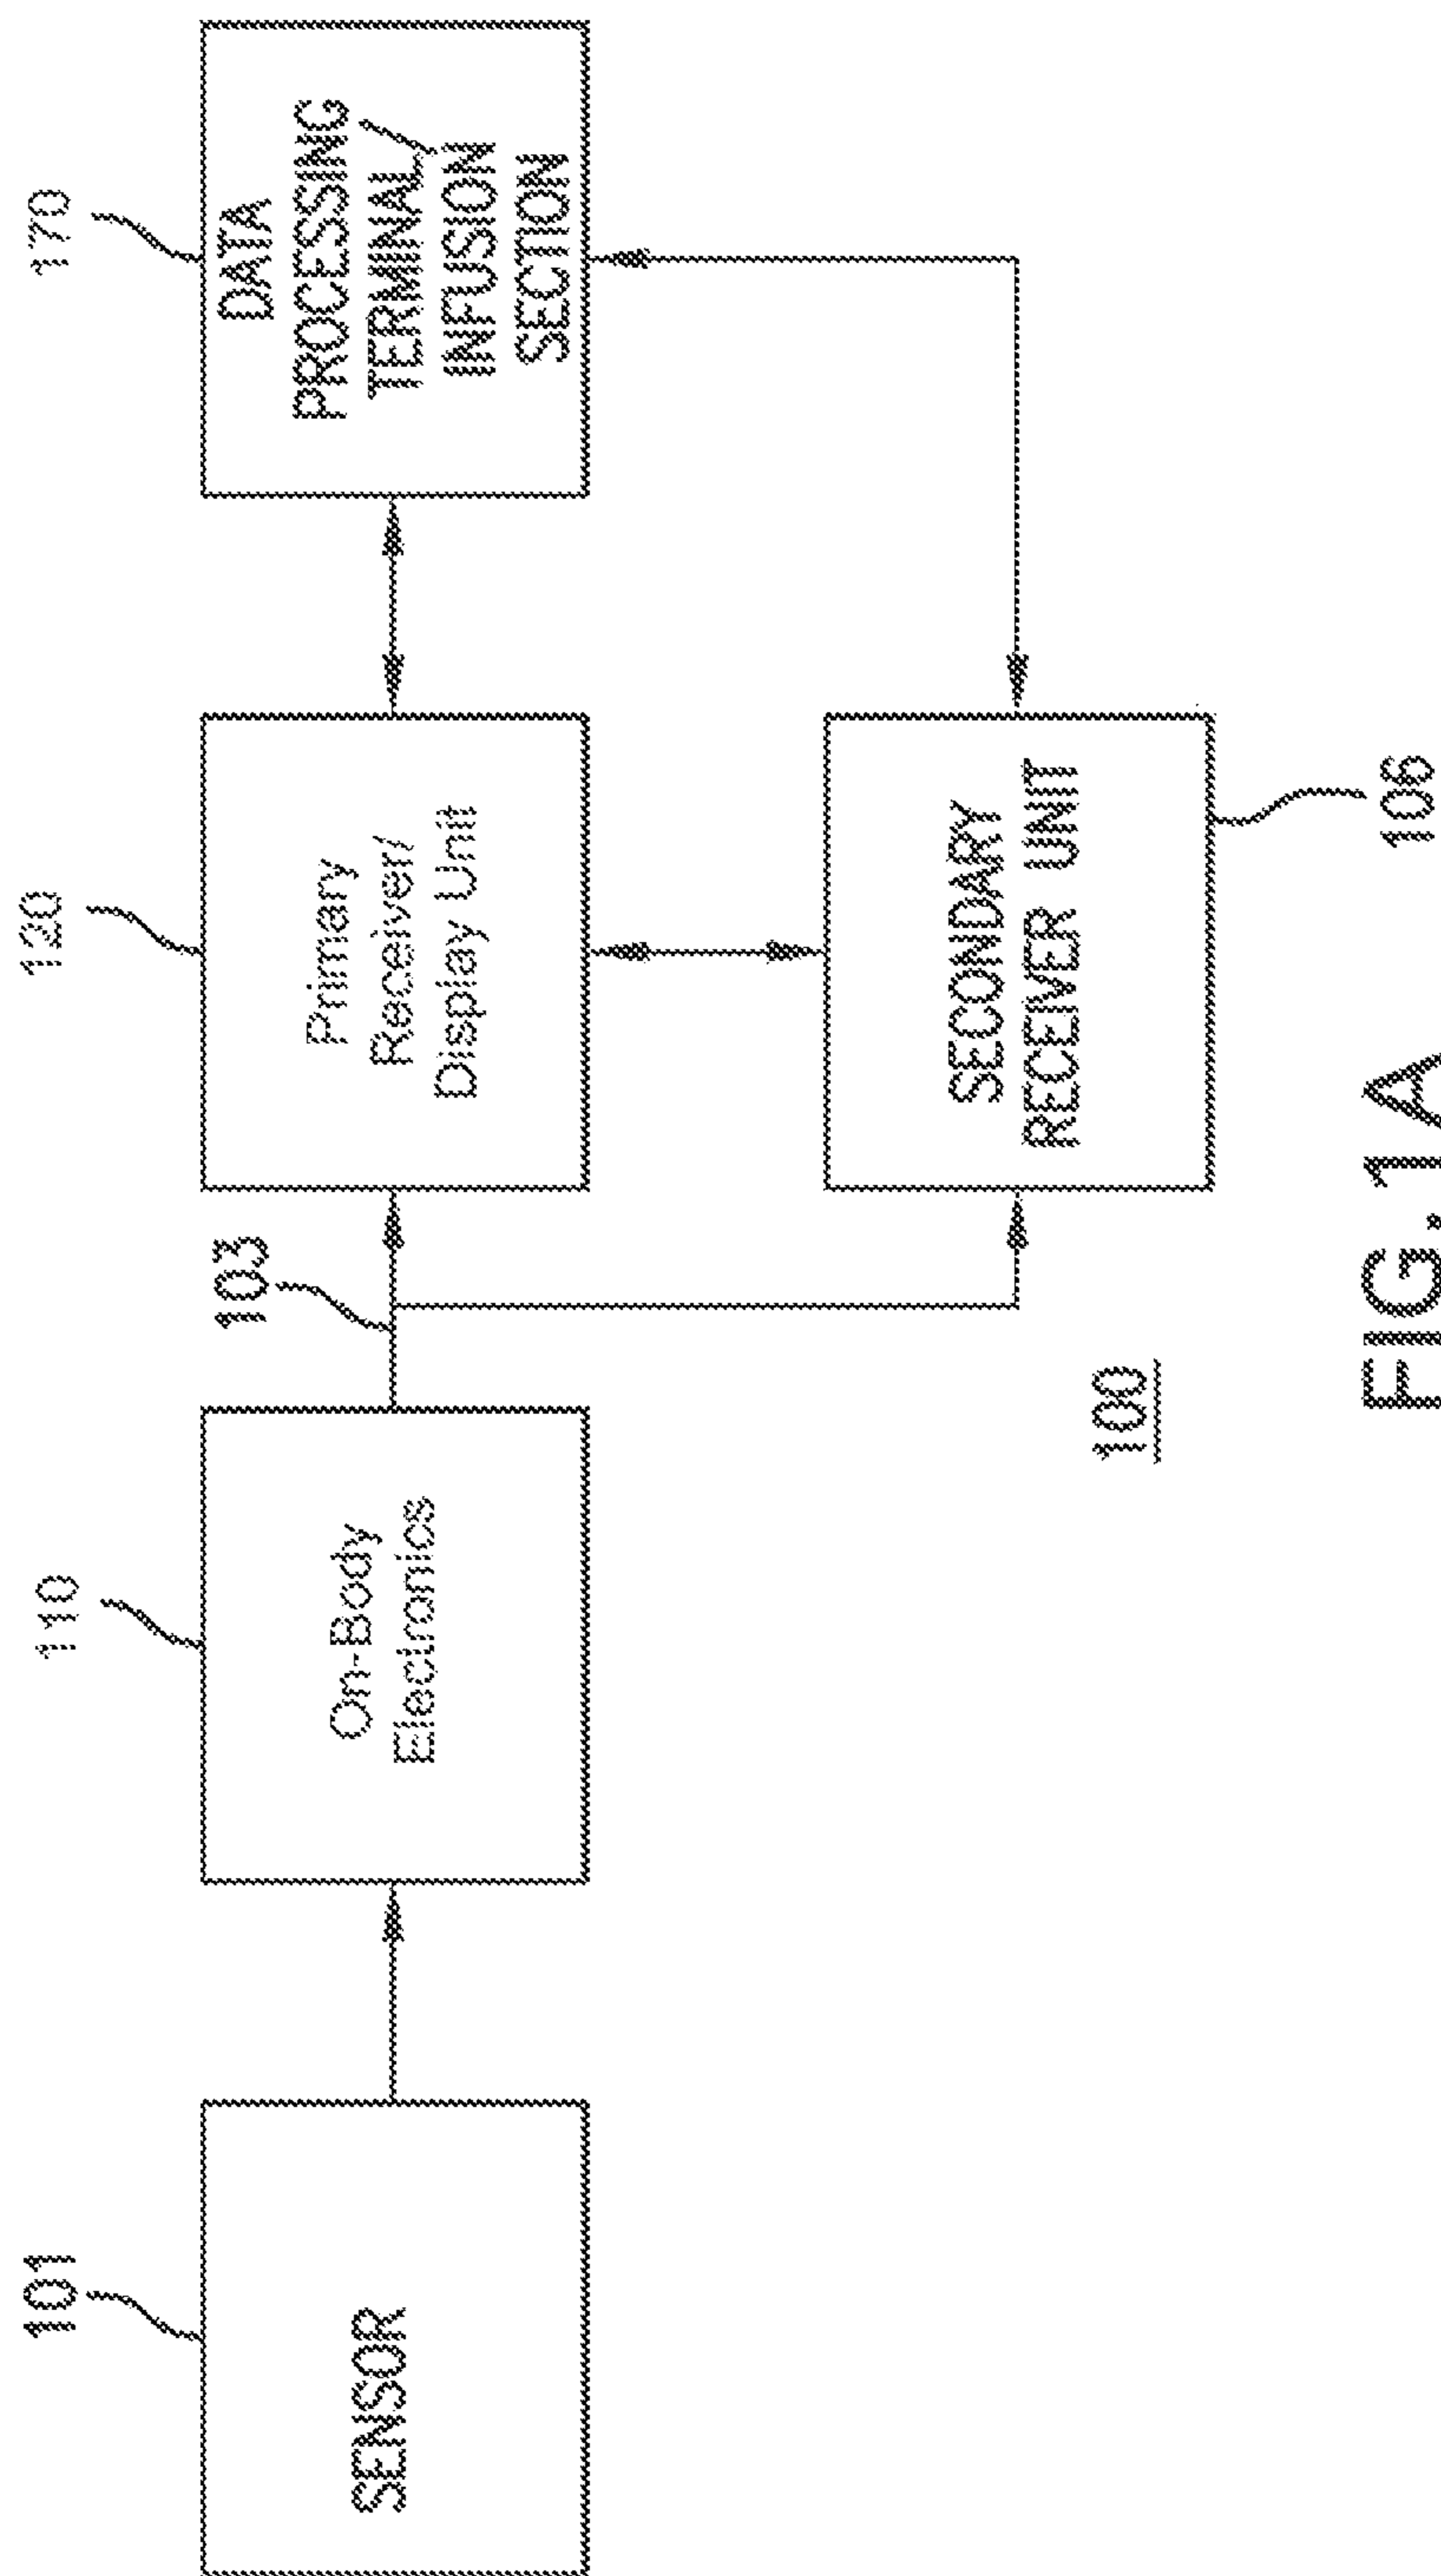 101
SENSOR
110
On-Body
Electronics
103
120
Primary
Receiver/
Display Unit
170
DATA
PROCESSING
TERMINAL/
INFUSION
SECTION
SECONDARY
RECEIVER UNIT
106
100
FIG. 1A